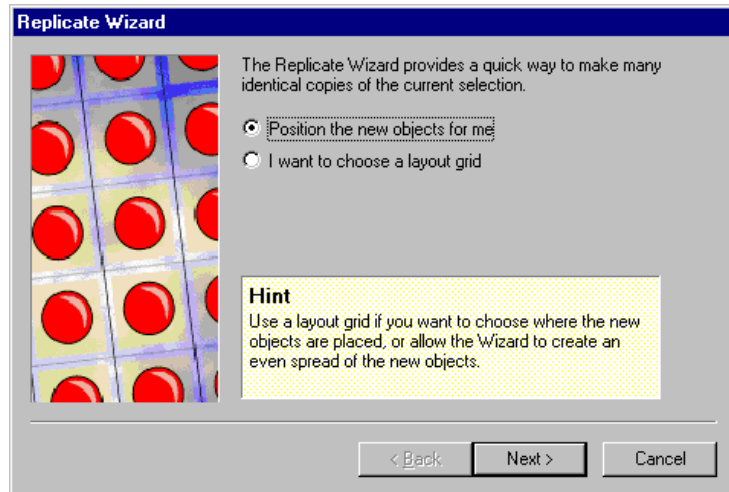 Replicate Wizard
The Replicate Wizard provides a quick way to make many
identical copies of the current selection.
Position the new objects for me
I want to choose a layout grid
Hint
Use a layout grid if you want to choose where the new
objects are placed, or allow the Wizard to create an
even spread of the new objects.
< Back
Next >
Cancel